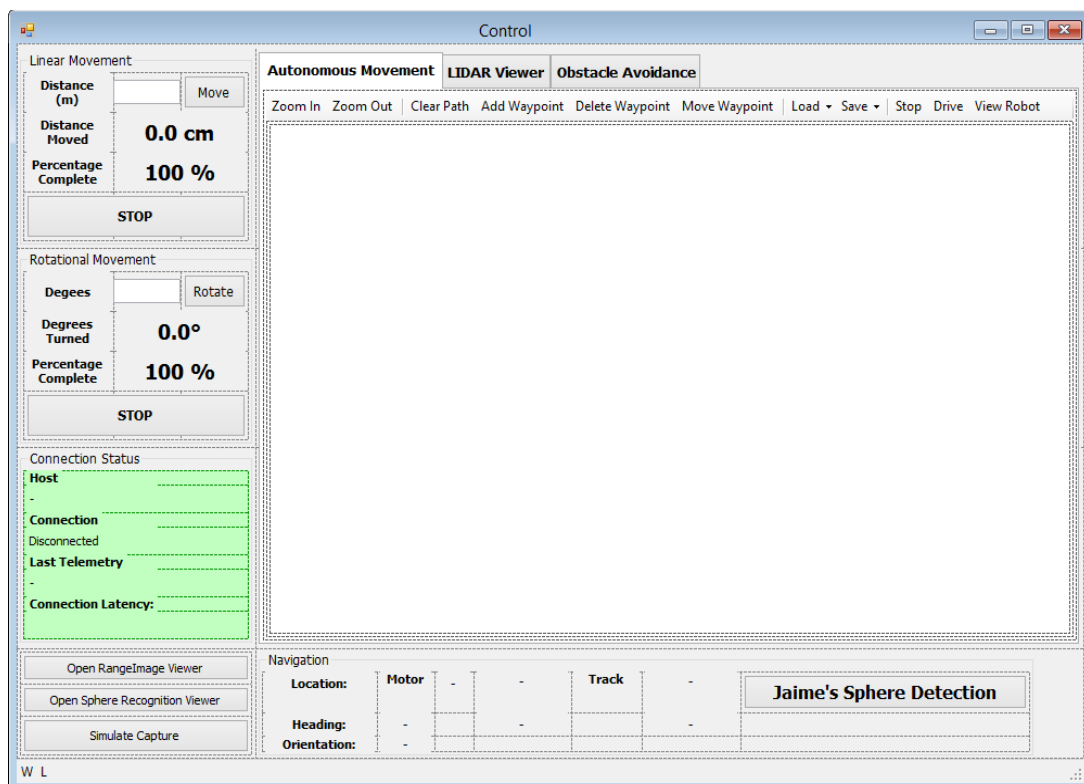 Control
Linear Movement
Distance
(m)
Move
Distance
Moved
0.0 cm
Percentage
Complete
100 %
STOP
Rotational Movement
Degees
Rotate
Degrees
Turned
0.0°
Percentage
Complete
100 %
STOP
Connection Status
Host
-
Connection
Disconnected
Last Telemetry
-
Connection Latency:
Open RangeImage Viewer
Open Sphere Recognition Viewer
Simulate Capture
Autonomous Movement LIDAR Viewer Obstacle Avoidance
Zoom In Zoom Out Clear Path Add Waypoint Delete Waypoint Move Waypoint Load Save Stop Drive View Robot
Navigation
Location: Motor - - Track - Jaime's Sphere Detection
Heading: - - -
Orientation: -
W L